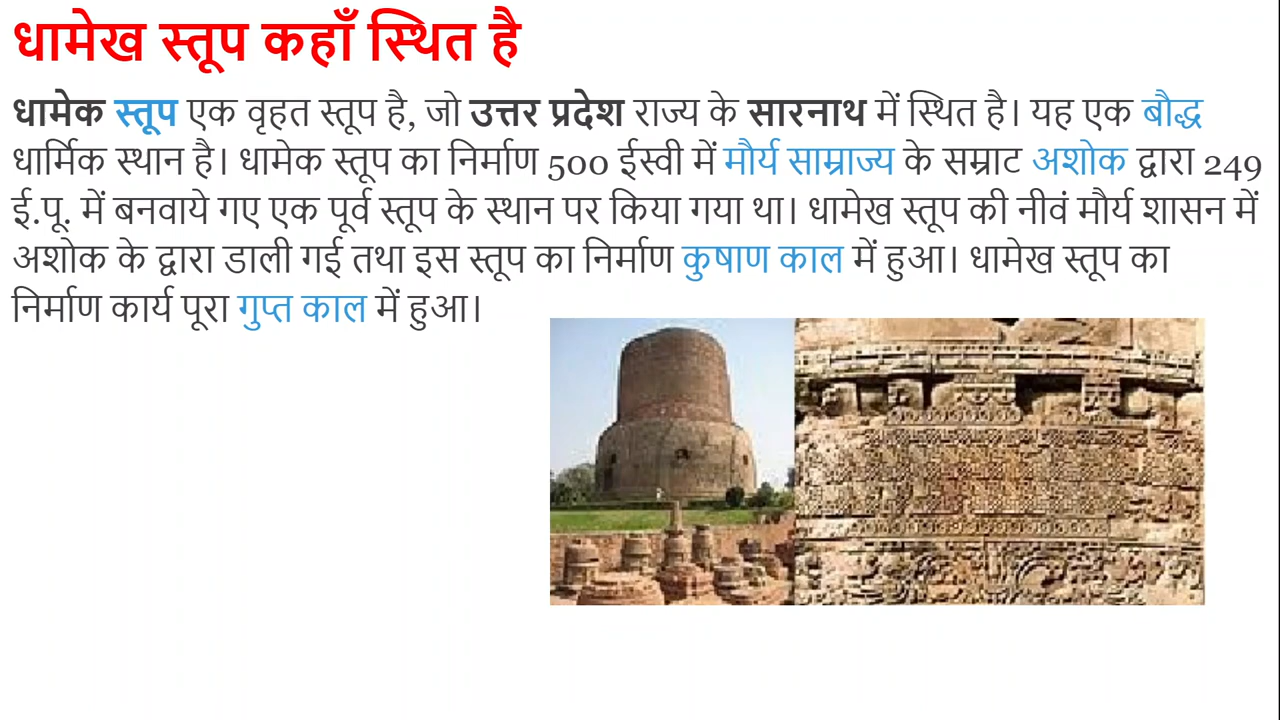 धामेख स्तूप कहाँ स्थित है
धामेक स्तूप एक वृहत स्तूप है, जो उत्तर प्रदेश राज्य के सारनाथ में स्थित है। यह एक बौद्ध
धार्मिक स्थान है। धामेक स्तूप का निर्माण 500 ईस्वी में मौर्य साम्राज्य के सम्राट अशोक द्वारा 249
ई.पू. में बनवाये गए एक पूर्व स्तूप के स्थान पर किया गया था। धामेख स्तूप की नीवं मौर्य शासन में
अशोक के द्वारा डाली गई तथा इस स्तूप का निर्माण कुषाण काल में हुआ। धामेख स्तूप का
निर्माण कार्य पूरा गुप्त काल में हुआ।